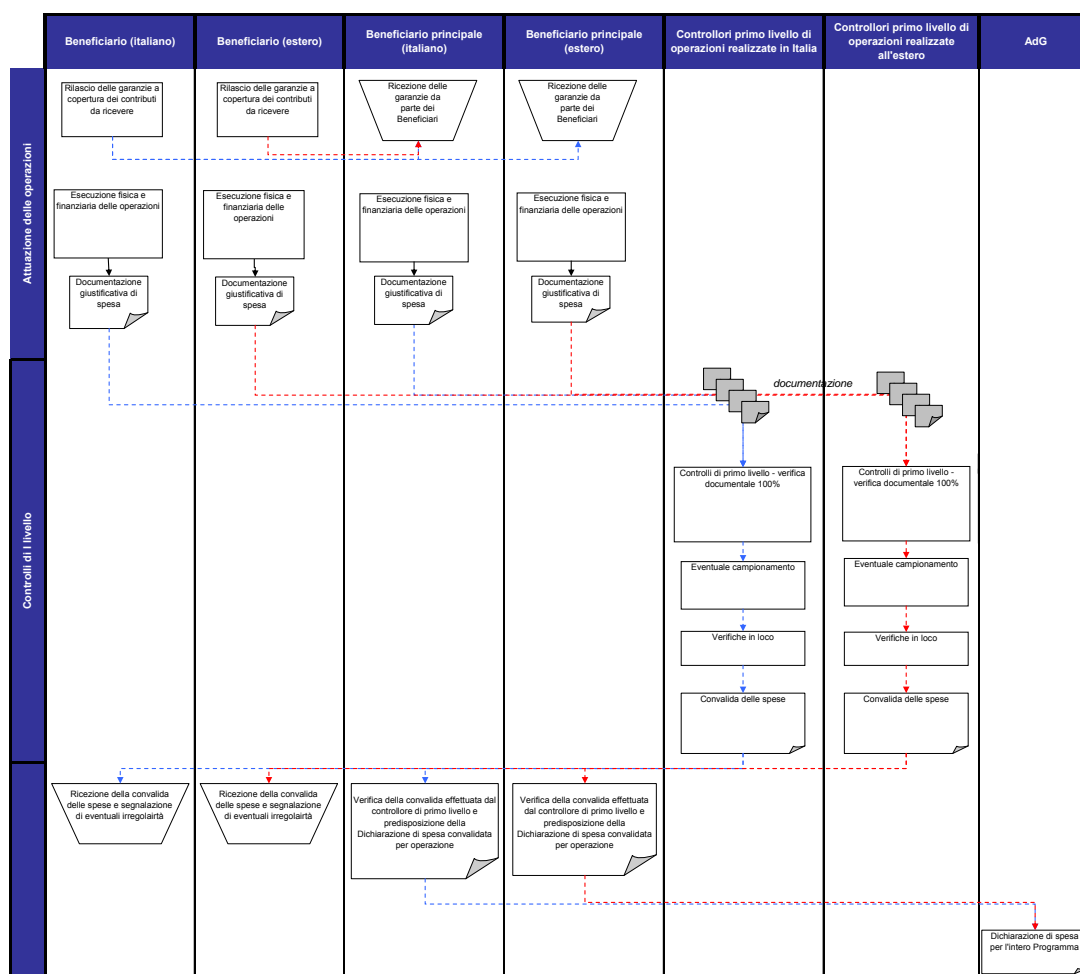 Beneficiario (italiano)
Beneficiario (estero)
Beneficiario principale
(italiano)
Beneficiario principale
(estero)
Controllori primo livello di
operazioni realizzate in Italia
Controllori primo livello di
operazioni realizzate
all'estero
AdG
Attuazione delle operazioni
Rilascio delle garanzie a
copertura dei contributi
da ricevere
Rilascio delle garanzie a
copertura dei contributi
da ricevere
Ricezione delle
garanzie da
parte dei
Beneficiari
Ricezione delle
garanzie da
parte dei
Beneficiari
Esecuzione fisica e
finanziaria delle operazioni
Esecuzione fisica e
finanziaria delle
operazioni
Esecuzione fisica e
finanziaria delle operazioni
Esecuzione fisica e
finanziaria delle operazioni
Documentazione
giustificativa di
spesa
Documentazione
giustificativa di
spesa
Documentazione
giustificativa di
spesa
Documentazione
giustificativa di
spesa
Controlli di I livello
documentazione
Controlli di primo livello - verifica
documentale 100%
Controlli di primo livello -
verifica documentale 100%
Eventuale campionamento
Eventuale campionamento
Verifiche in loco
Verifiche in loco
Convalida delle spese
Convalida delle spese
Ricezione della convalida
delle spese e segnalazione
di eventuali irregolairtà
Ricezione della convalida
delle spese e segnalazione
di eventuali irregolairtà
Verifica della convalida effettuata dal
controllore di primo livello e
predisposizione della
Dichiarazione di spesa convalidata
per operazione
Verifica della convalida effettuata
dal controllore di primo livello e
predisposizione della
Dichiarazione di spesa convalidata
per operazione
Dichiarazione di spesa
per l'intero Programma